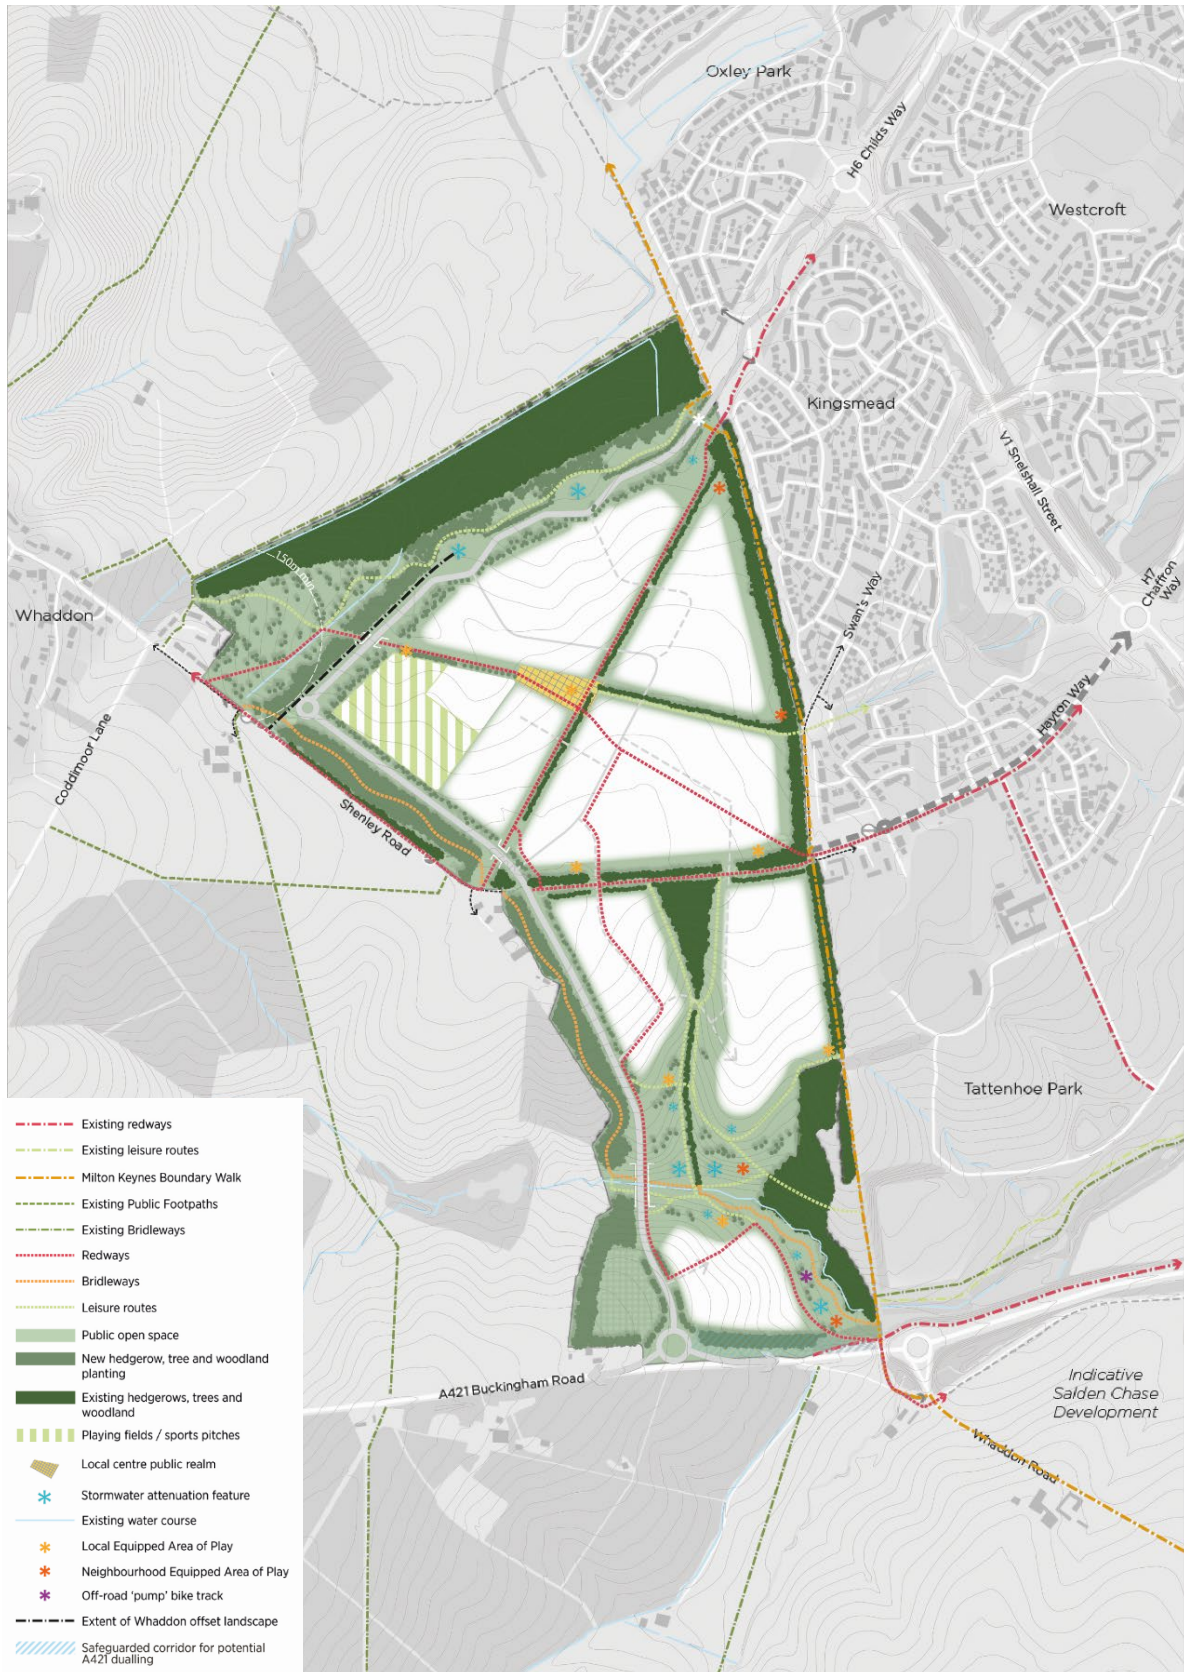 Oxley Park
H6 Childs Way
Westcroft
Kingsmead
V1 Snelshall Street
H7
Chaffron
Way
150m min
Whaddon
Swan's Way
Hayton Way
Coddimoor Lane
Shenley Road
Tattenhoe Park
A421 Buckingham Road
Indicative
Salden Chase
Development
Whaddon Road
Existing redways
Existing leisure routes
Milton Keynes Boundary Walk
Existing Public Footpaths
Existing Bridleways
Redways
Bridleways
Leisure routes
Public open space
New hedgerow, tree and woodland
planting
Existing hedgerows, trees and
woodland
Playing fields / sports pitches
Local centre public realm
Stormwater attenuation feature
Existing water course
Local Equipped Area of Play
Neighbourhood Equipped Area of Play
Off-road 'pump' bike track
Extent of Whaddon offset landscape
Safeguarded corridor for potential
A421 dualling